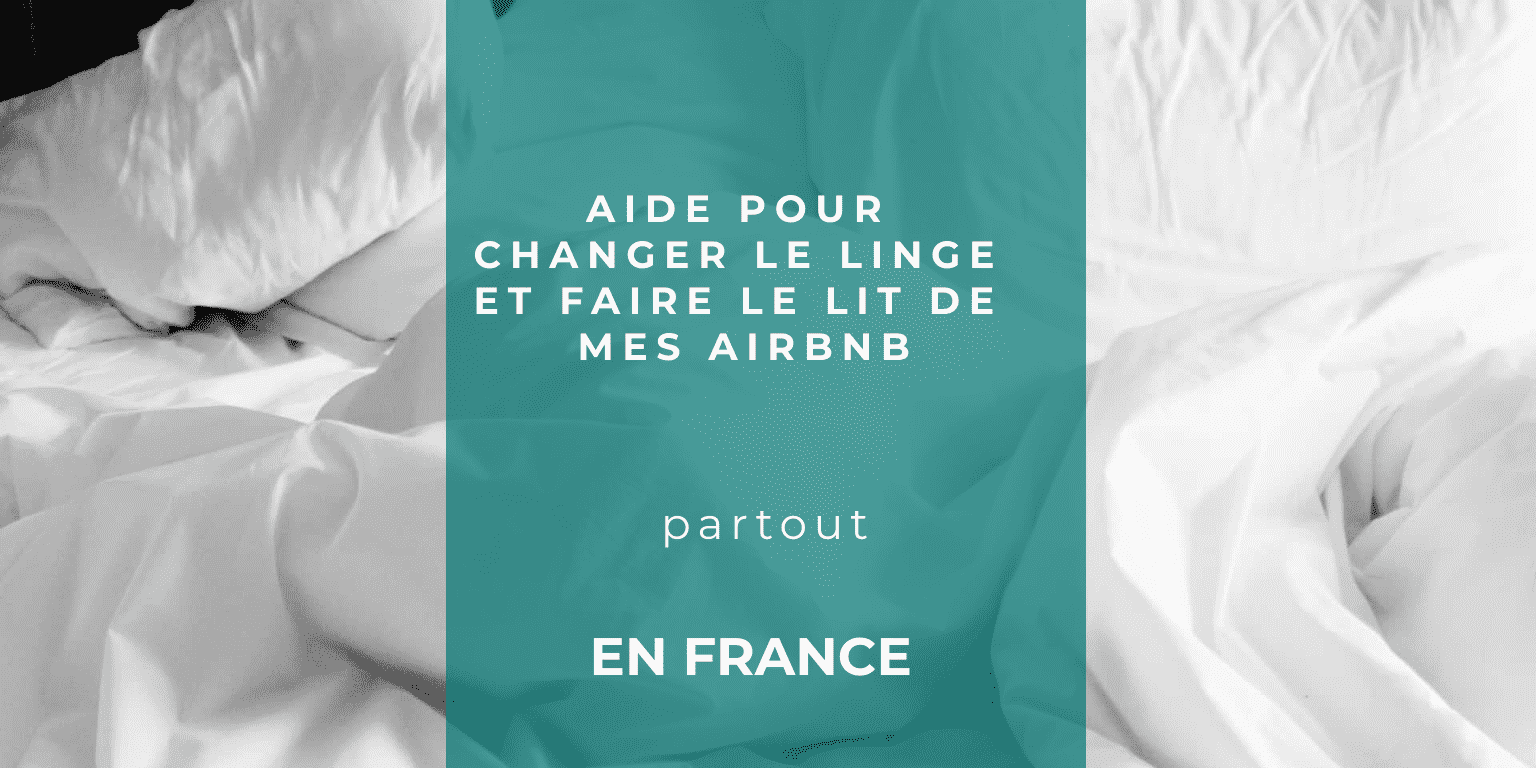 AIDE POUR
CHANGER LE LINGE
ET FAIRE LE LIT DE
MES AIRBNB
partout
EN FRANCE